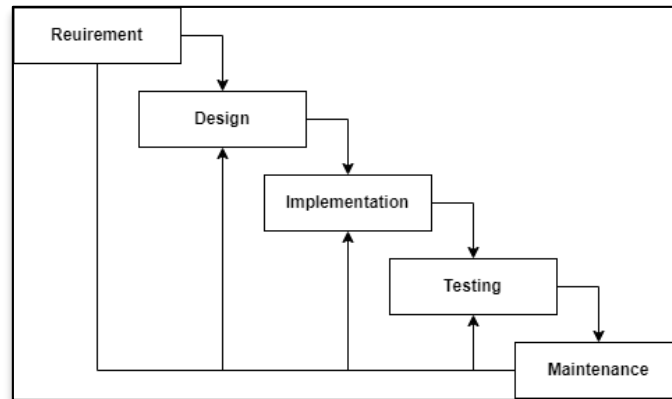 Reuirement
Design
Implementation
Testing
Maintenance